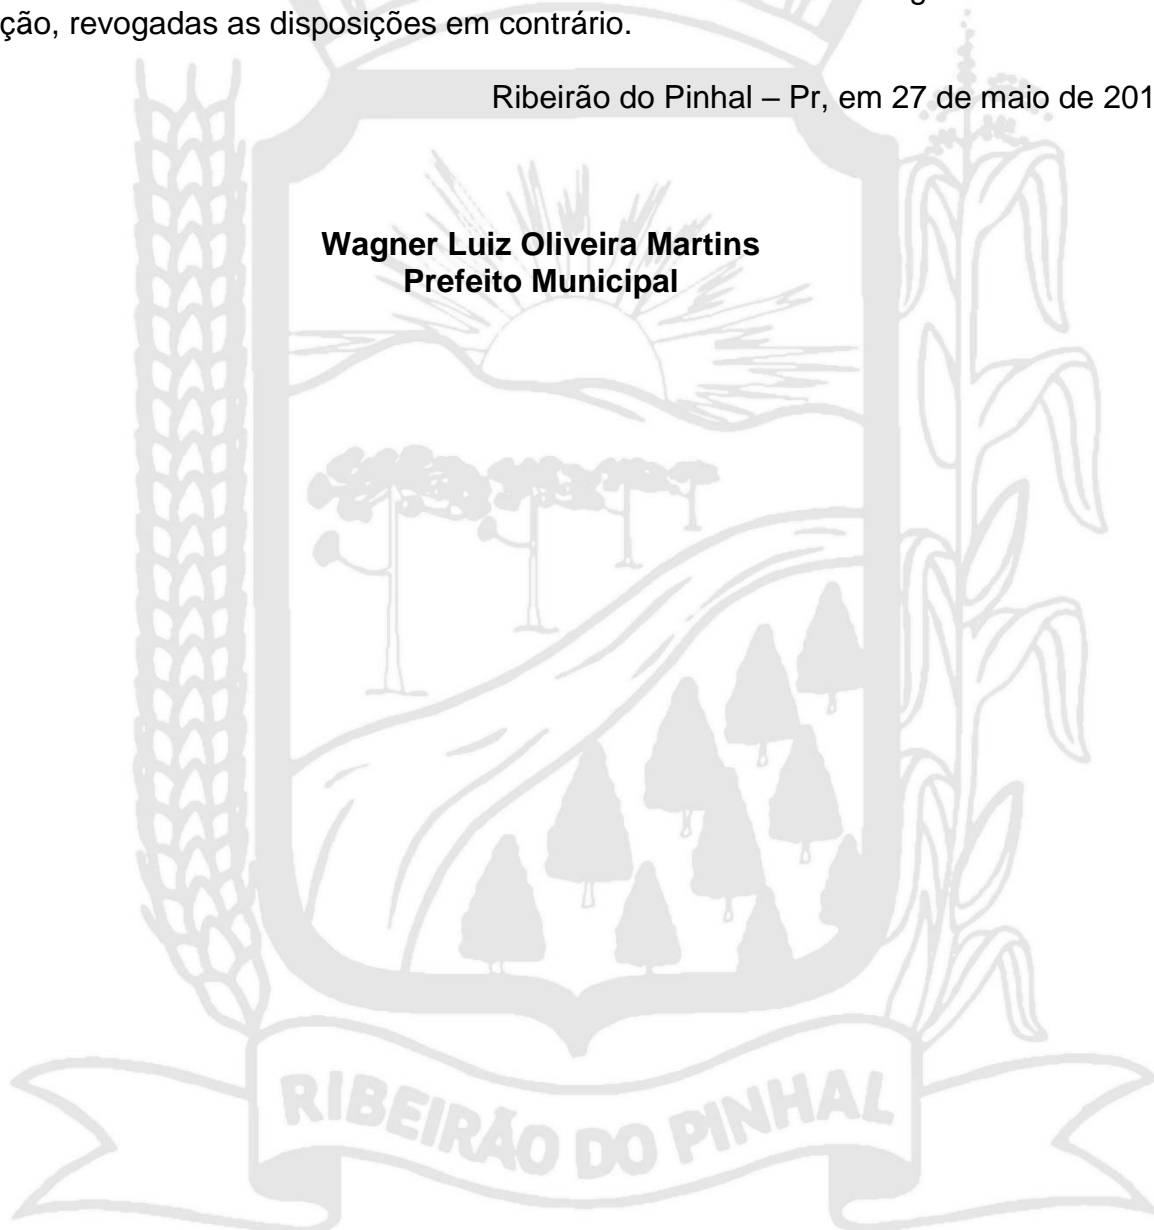 ção, revogadas as disposições em contrário.
Ribeirão do Pinhal – Pr, em 27 de maio de 201
Wagner Luiz Oliveira Martins
Prefeito Municipal
RIBEIRÃO DO PINHAL